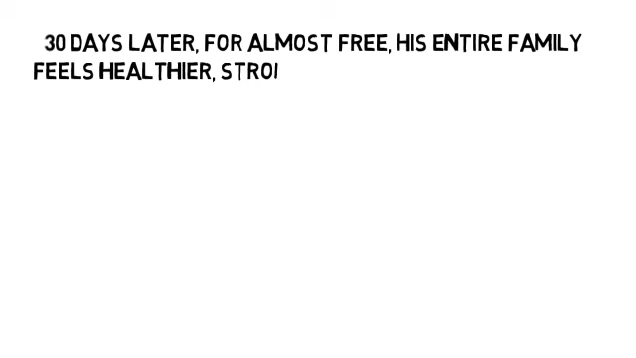 30 DAYS LATER, FOR ALMOST FREE, HIS ENTIRE FAMILY
FEELS HEALTHIER,